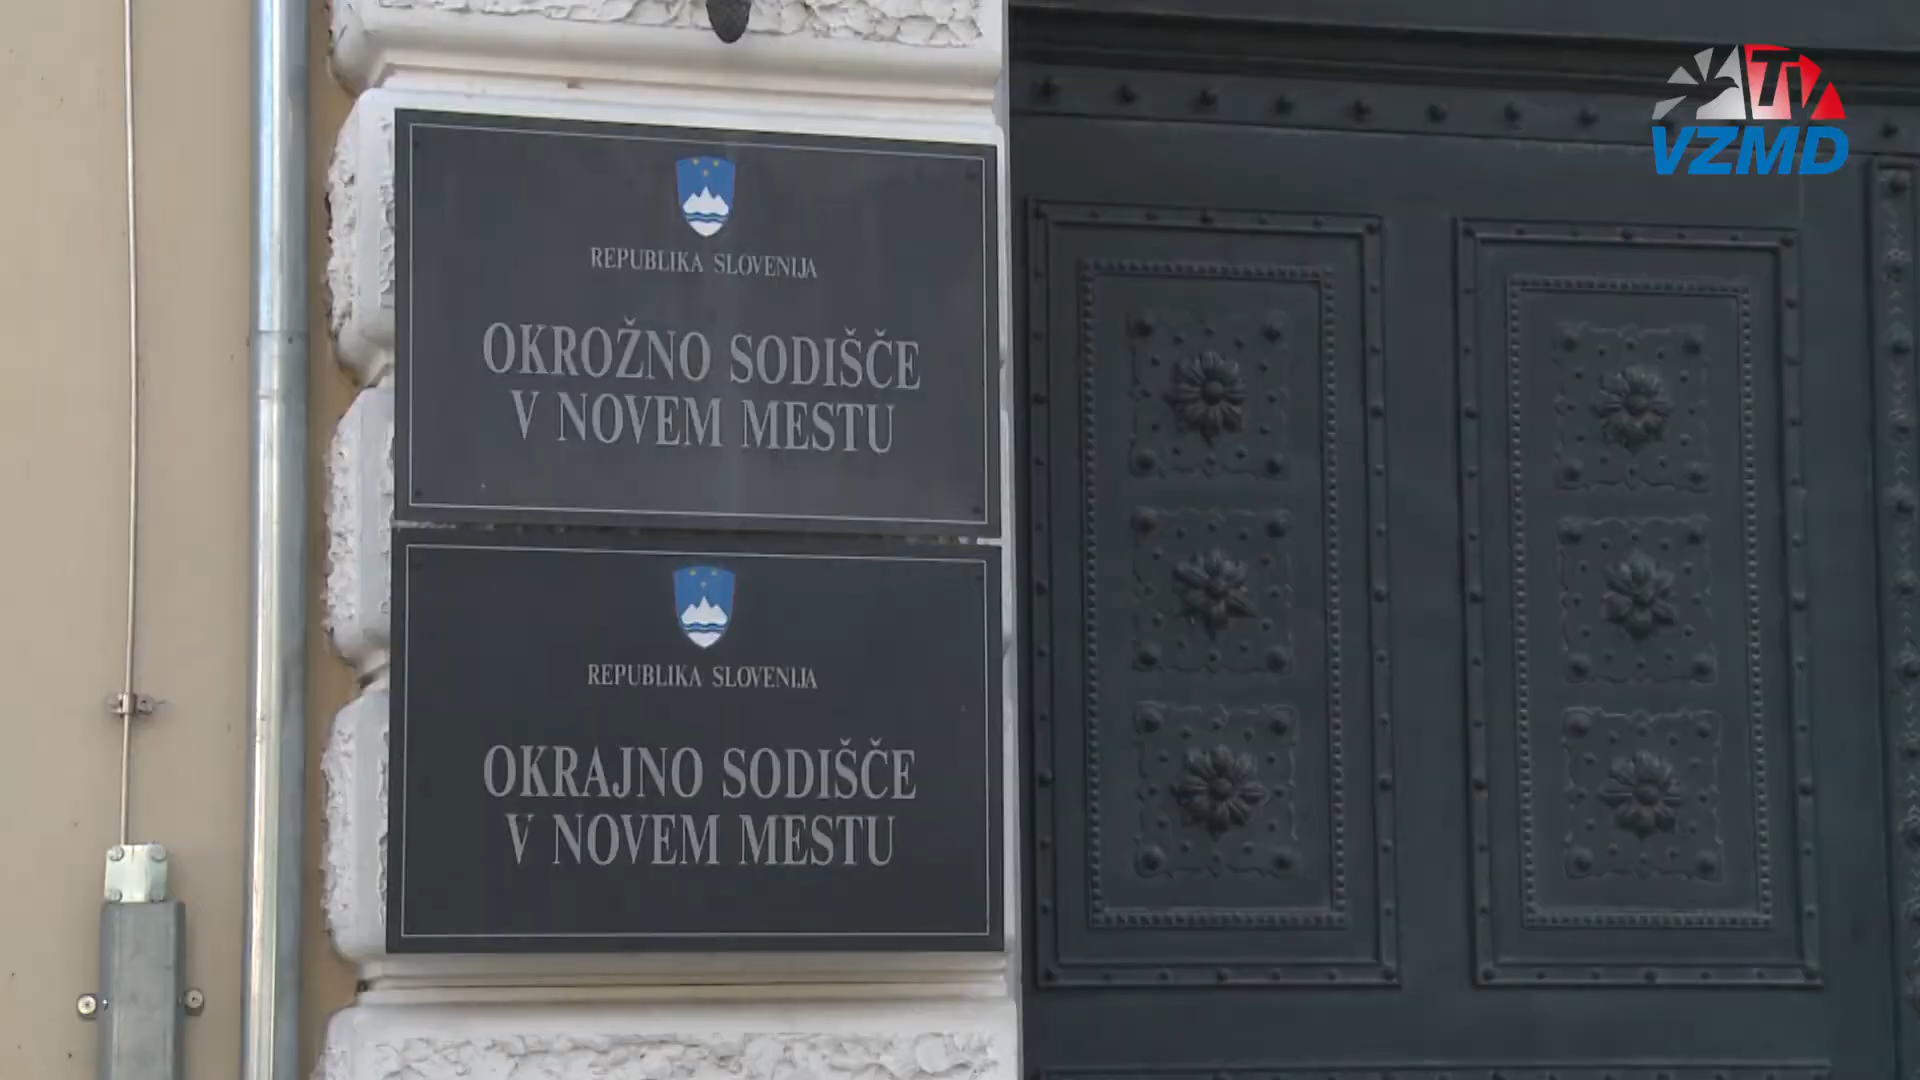 REPUBLIKA SLOVENIJA
OKROŽNO SODIŠČE
V NOVEM MESTU
REPUBLIKA SLOVENIJA
OKRAJNO SODIŠČE
V NOVEM MESTU
TV
VZMD